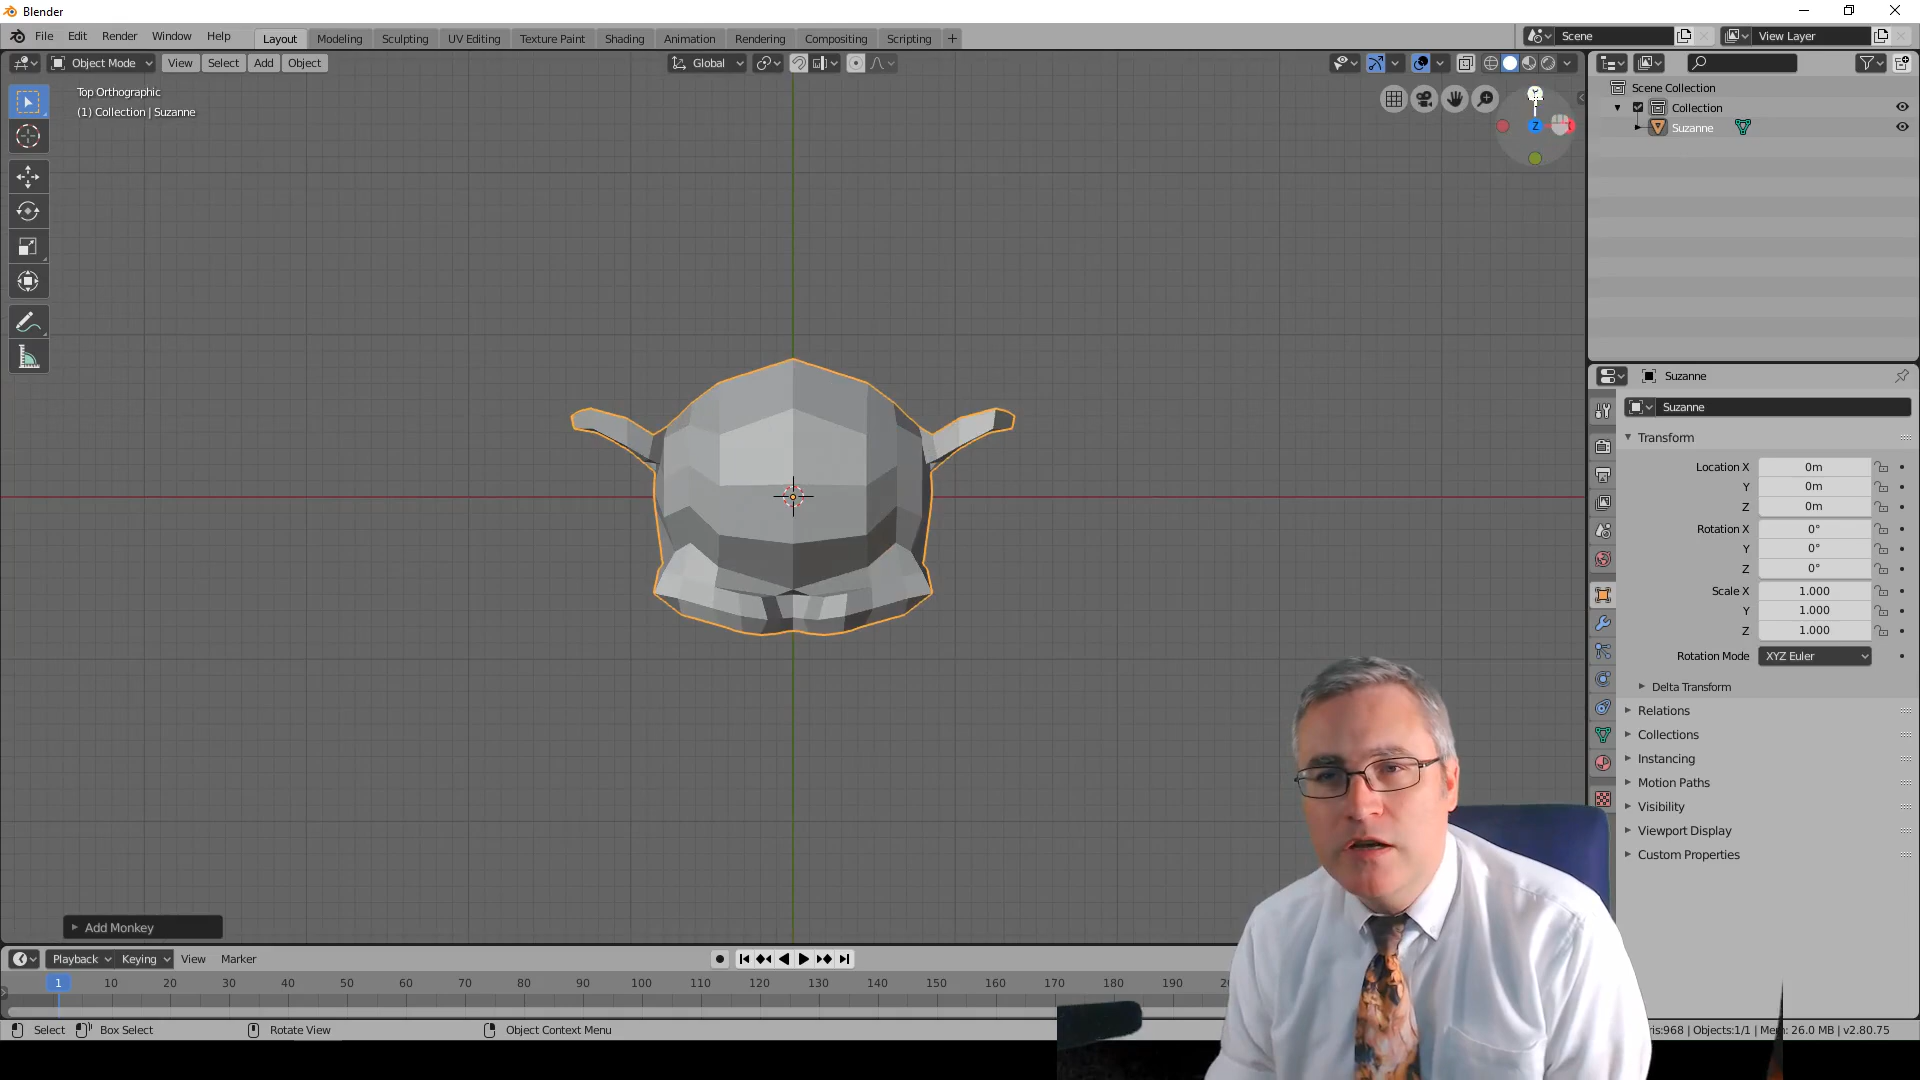 Blender
File Edit Render Window Help
Layout Modeling Sculpting UV Editing Texture Paint Shading Animation Rendering Compositing Scripting
Scene
View Layer
Object Mode View Select Add Object
Global
Top Orthographic
(1) Collection | Suzanne
Y
Z
Scene Collection
Collection
Suzanne
Suzanne
Suzanne
Transform
Location X 0m
Y 0m
Z 0m
Rotation X 0°
Y 0°
Z 0°
Scale X 1.000
Y 1.000
Z 1.000
Rotation Mode XYZ Euler
Delta Transform
Relations
Collections
Instancing
Motion Paths
Visibility
Viewport Display
Custom Properties
Add Monkey
Playback Keying View Marker
1 10 20 30 40 50 60 70 80 90 100 110 120 130 140 150 160 170 180 190
Select Box Select Rotate View Object Context Menu
ris:968 | Objects:1/1 | Mem: 26.0 MB | v2.80.75